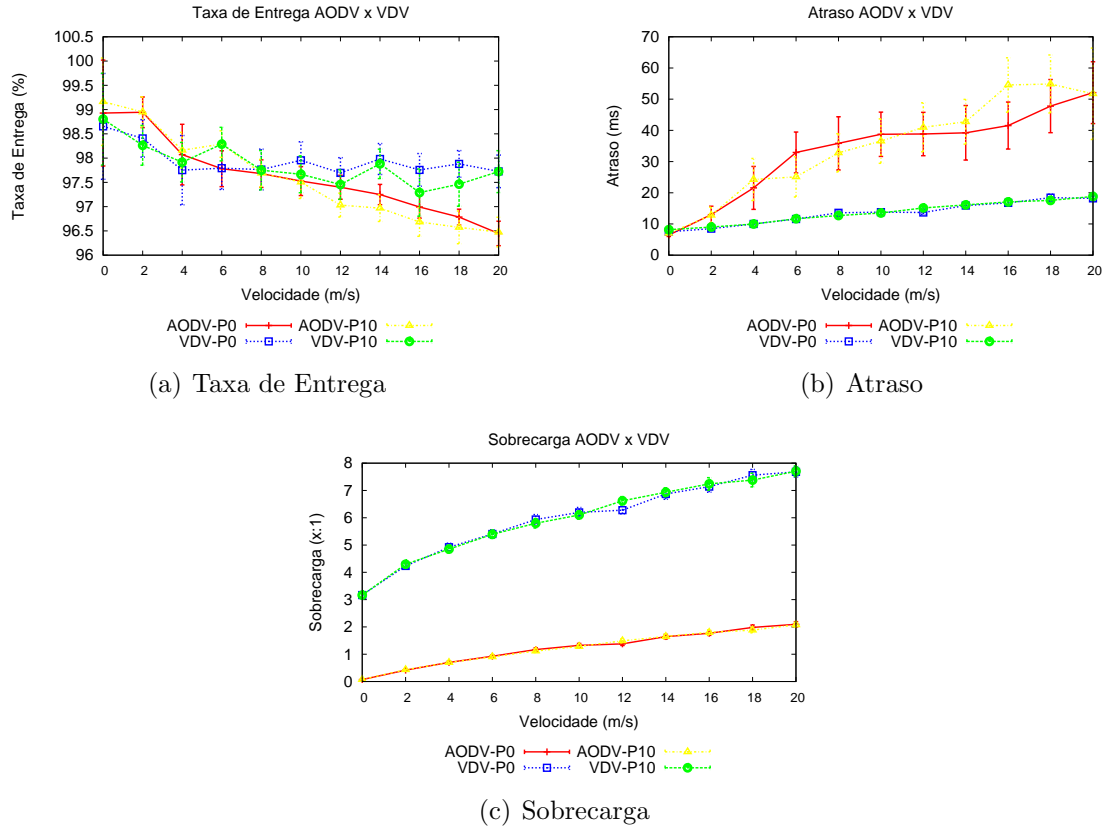 Taxa de Entrega AODV x VDV
100.5
100
99.5
99
98.5
98
97.5
97
96.5
96
Taxa de Entrega (%)
0 2 4 6 8 10 12 14 16 18 20
Velocidade (m/s)
AODV-P0 AODV-P10
VDV-P0 VDV-P10
(a) Taxa de Entrega
Atraso AODV x VDV
70
60
50
40
30
20
10
0
Atraso (ms)
0 2 4 6 8 10 12 14 16 18 20
Velocidade (m/s)
AODV-P0 AODV-P10
VDV-P0 VDV-P10
(b) Atraso
Sobrecarga AODV x VDV
8
7
6
5
4
3
2
1
0
Sobrecarga (x:1)
0 2 4 6 8 10 12 14 16 18 20
Velocidade (m/s)
AODV-P0 AODV-P10
VDV-P0 VDV-P10
(c) Sobrecarga